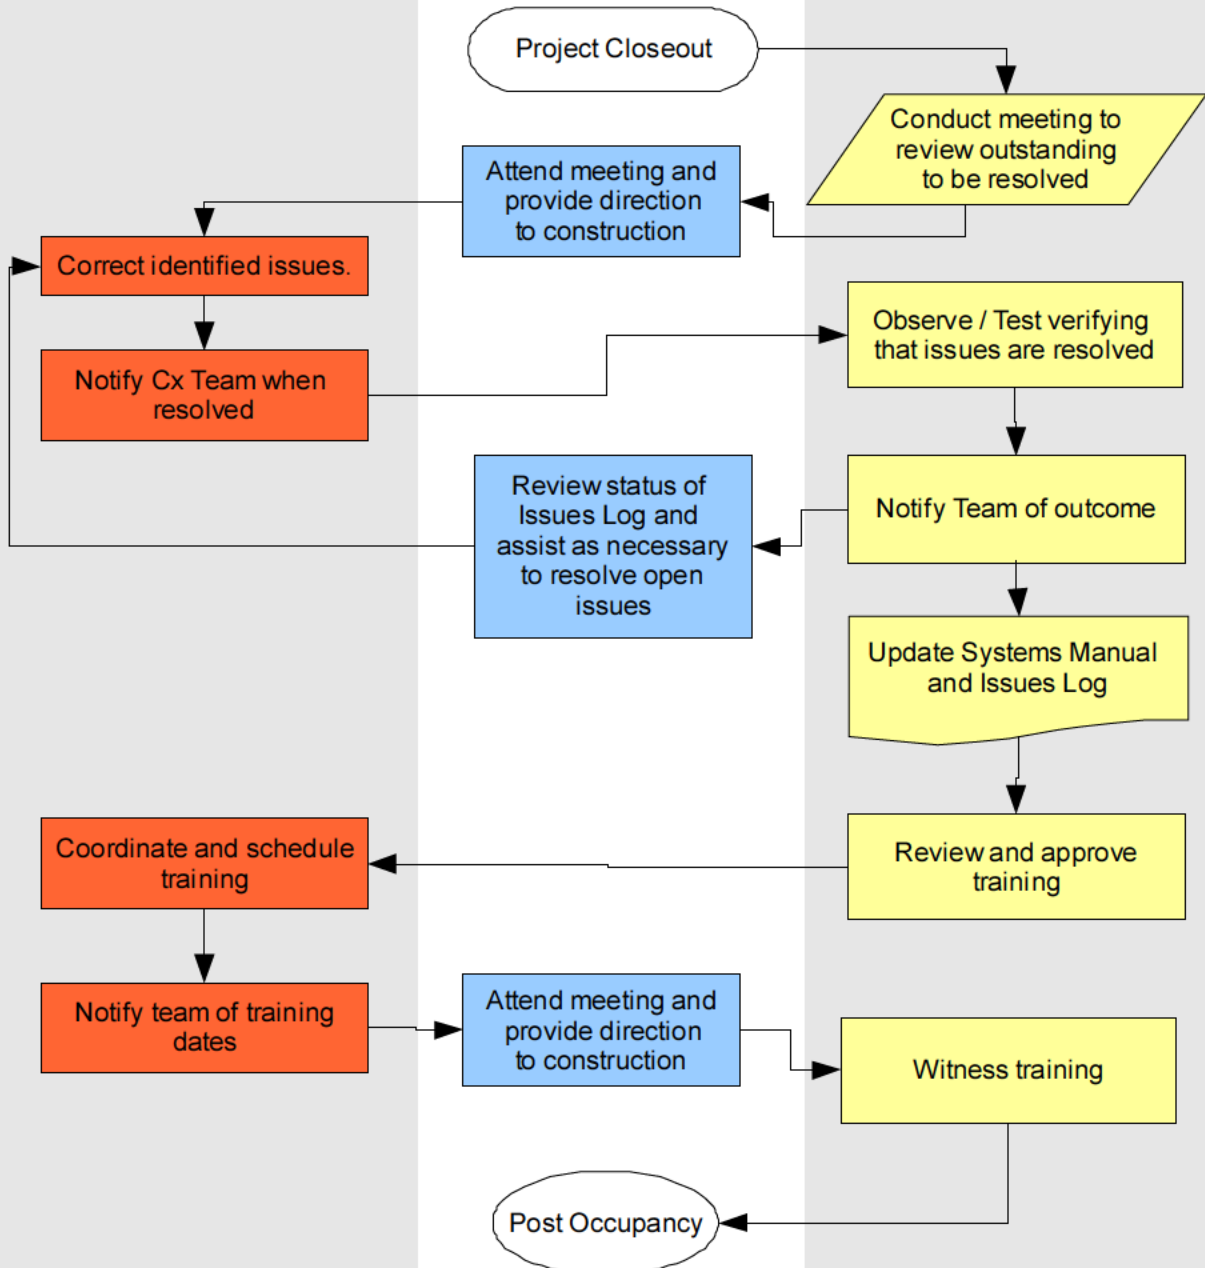 Project Closeout
Conduct meeting to
review outstanding
to be resolved
Attend meeting and
provide direction
to construction
Correct identified issues.
Notify Cx Team when
resolved
Observe / Test verifying
that issues are resolved
Notify Team of outcome
Review status of
Issues Log and
assist as necessary
to resolve open
issues
Update Systems Manual
and Issues Log
Review and approve
training
Coordinate and schedule
training
Notify team of training
dates
Attend meeting and
provide direction
to construction
Witness training
Post Occupancy